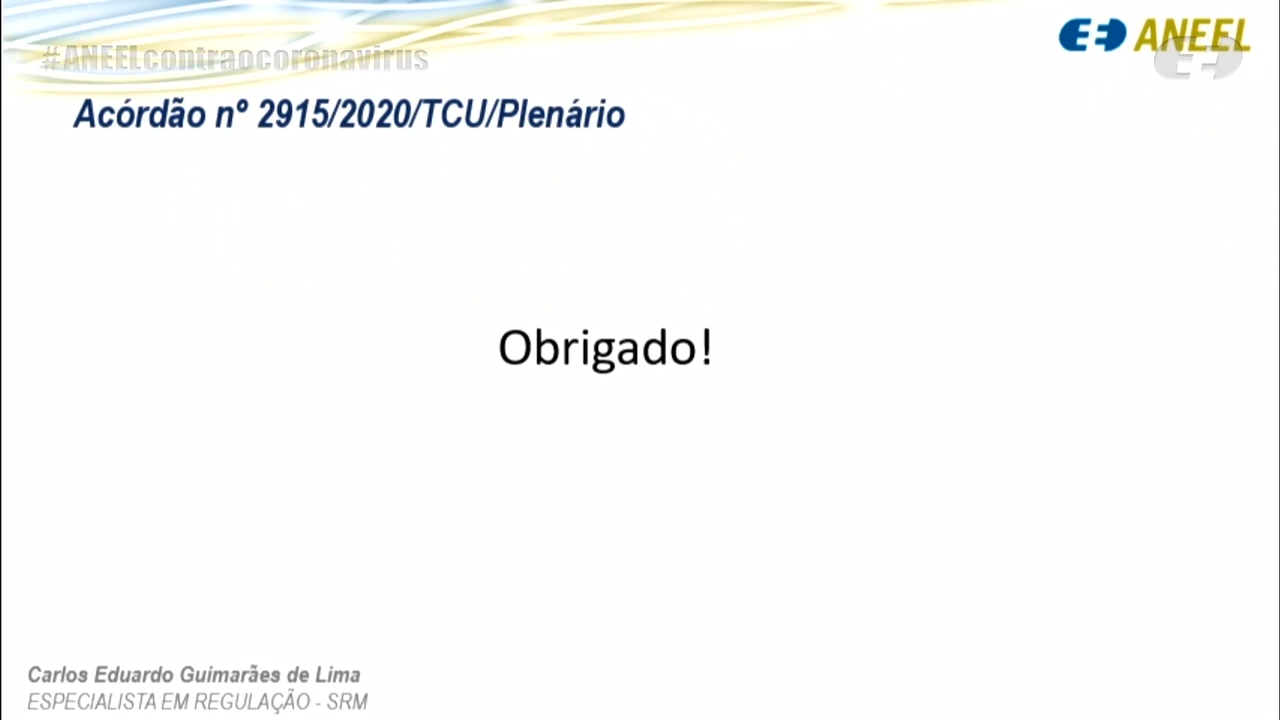 #ANEELcontraocoronavirus
ANEEL
Acórdão nº 2915/2020/TCU/Plenário
Obrigado!
Carlos Eduardo Guimarães de Lima
ESPECIALISTA EM REGULAÇÃO - SRM